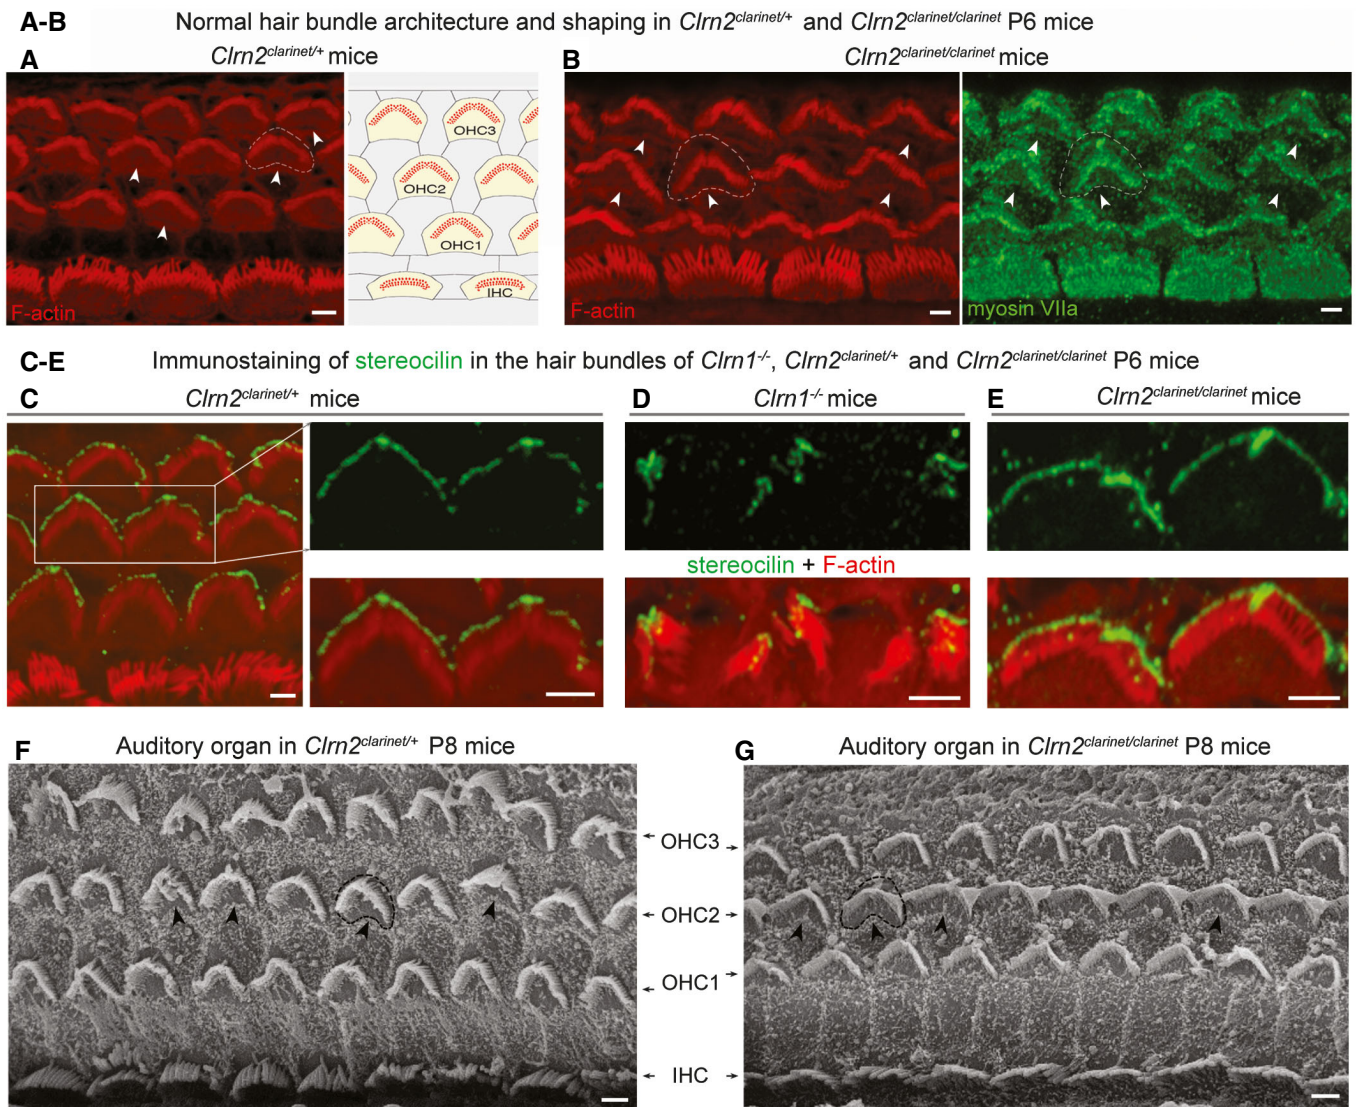 A-B Normal hair bundle architecture and shaping in Clrn2clarinet/+ and Clrn2clarinet/clarinet P6 mice
A Clrn2clarinet/+ mice
B Clrn2clarinet/clarinet mice
OHC3
OHC2
OHC1
IHC
F-actin
F-actin
myosin VIIa
C-E Immunostaining of stereocilin in the hair bundles of Clrn1-/-, Clrn2clarinet/+ and Clrn2clarinet/clarinet P6 mice
C Clrn2clarinet/+ mice
D Clrn1-/- mice
E Clrn2clarinet/clarinet mice
stereocilin + F-actin
F Auditory organ in Clrn2clarinet/+ P8 mice
G Auditory organ in Clrn2clarinet/clarinet P8 mice
OHC3
OHC2
OHC1
IHC